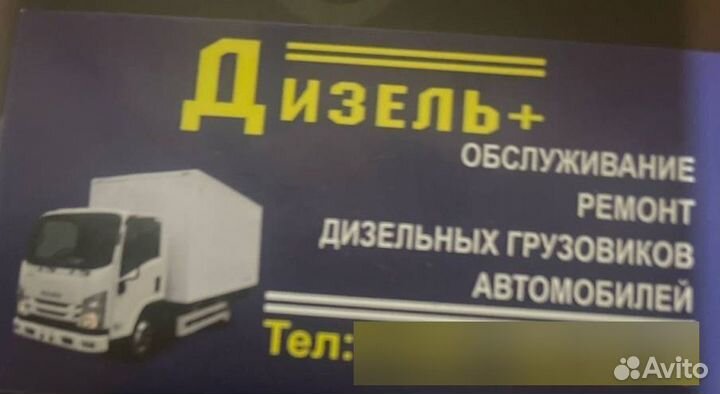 Дизель+
ОБСЛУЖИВАНИЕ
РЕМОНТ
ДИЗЕЛЬНЫХ ГРУЗОВИКОВ
АВТОМОБИЛЕЙ
Тел:
Avito